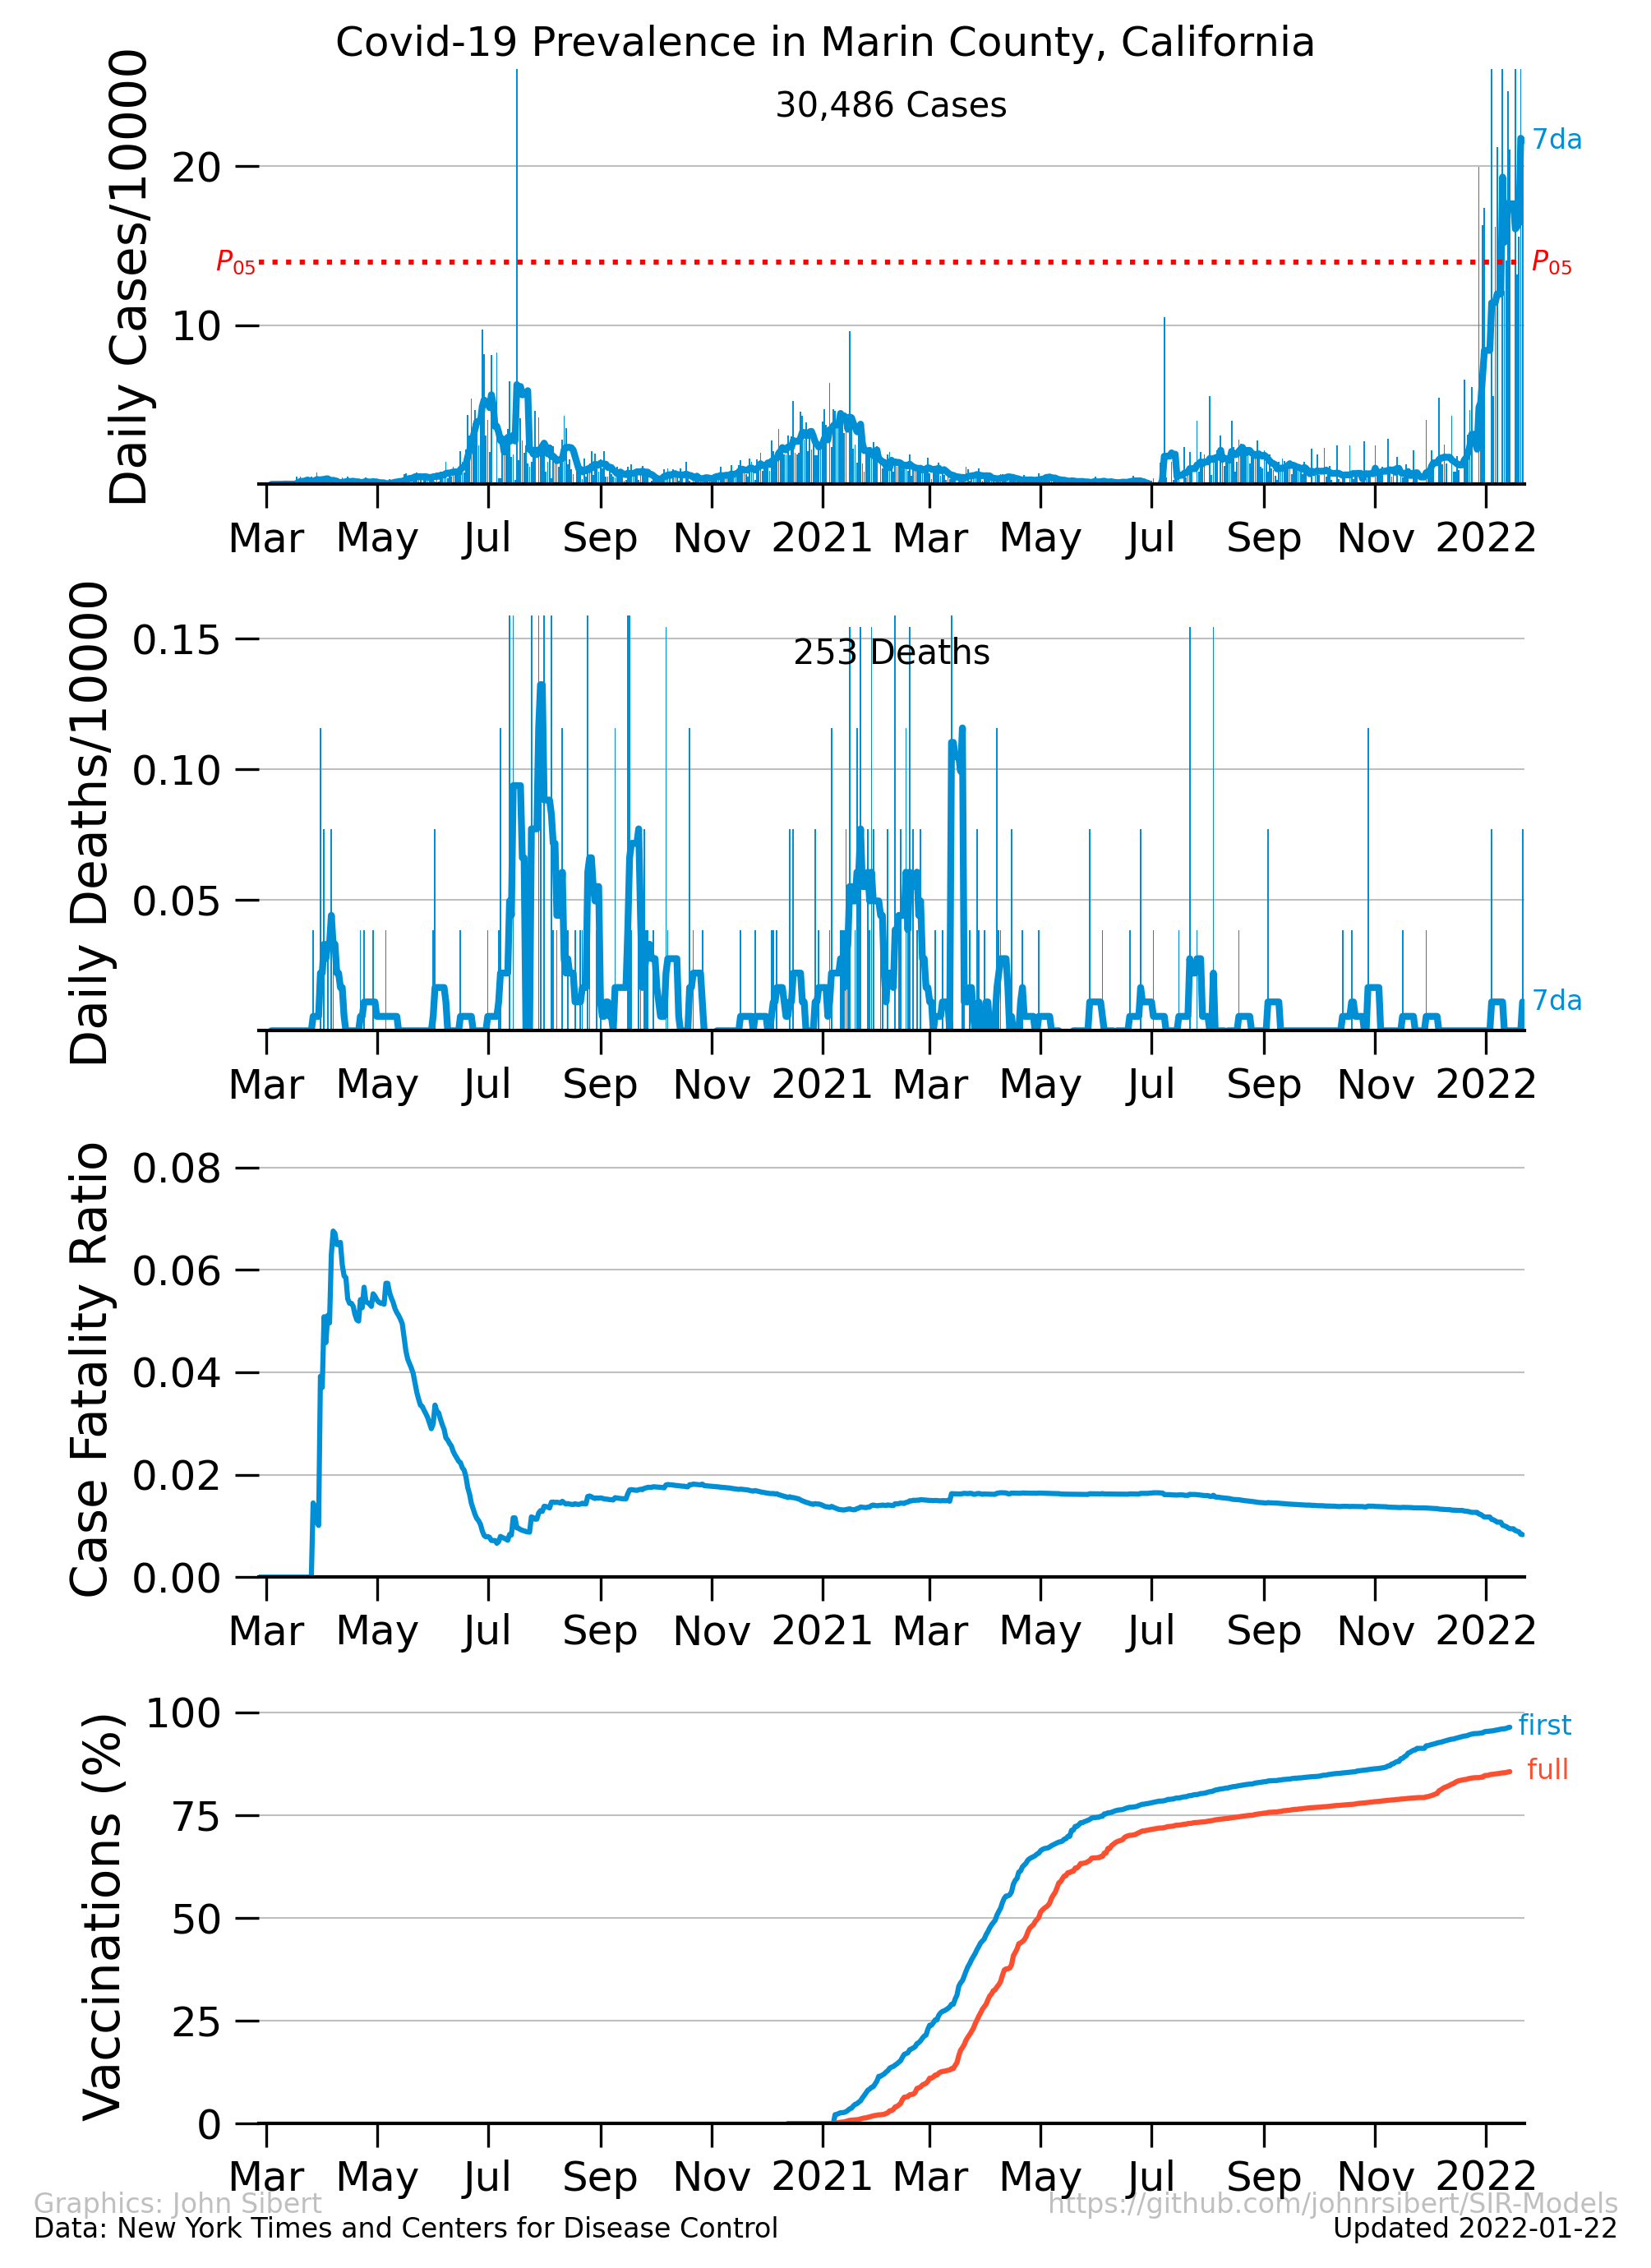 Covid-19 Prevalence in Marin County, California
30,486 Cases
Daily Cases/10000
20
10
P05
P05
7da
Mar May Jul Sep Nov 2021 Mar May Jul Sep Nov 2022
253 Deaths
Daily Deaths/10000
0.15
0.10
0.05
7da
Mar May Jul Sep Nov 2021 Mar May Jul Sep Nov 2022
Case Fatality Ratio
0.08
0.06
0.04
0.02
0.00
Mar May Jul Sep Nov 2021 Mar May Jul Sep Nov 2022
Vaccinations (%)
100
75
50
25
0
first
full
Mar May Jul Sep Nov 2021 Mar May Jul Sep Nov 2022
Graphics: John Sibert https://github.com/johnrsibert/SIR-Models
Data: New York Times and Centers for Disease Control Updated 2022-01-22